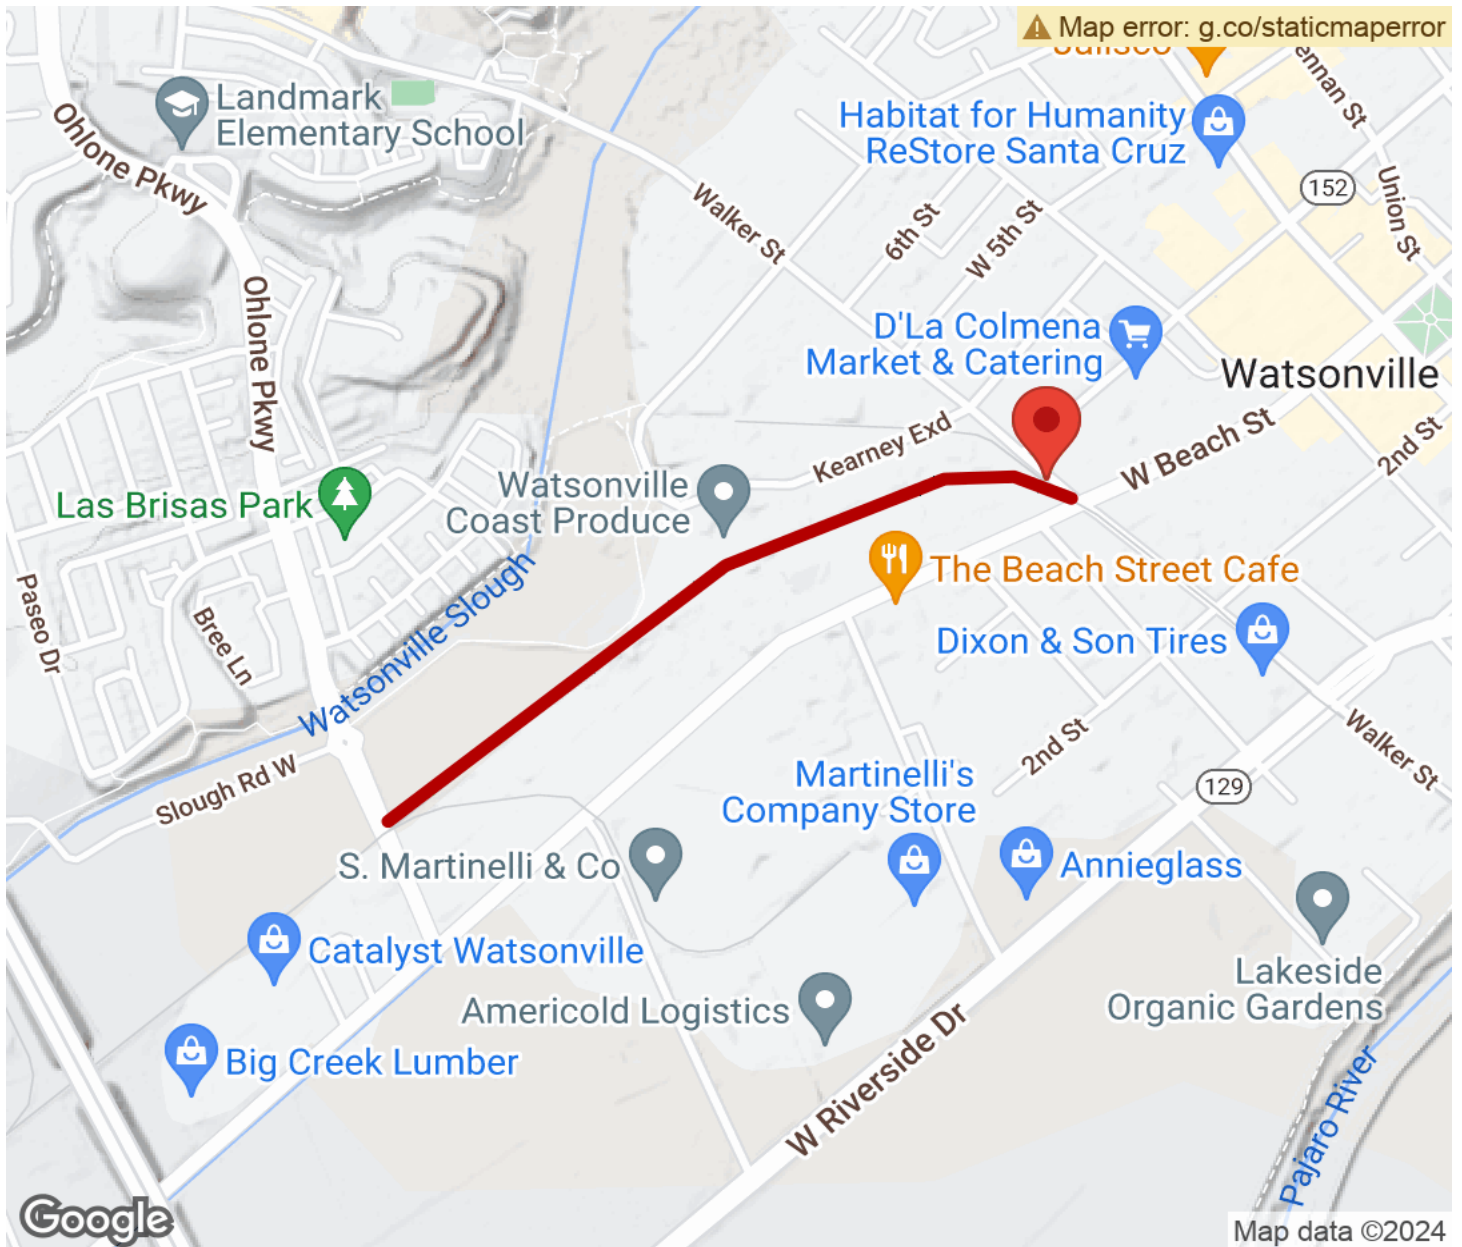 Map error: g.co/staticmaperror
Jalisco
ennan St
Landmark
Elementary School
Habitat for Humanity
ReStore Santa Cruz
Ohlone Pkwy
152
Union St
Walker St
6th St
W 5th St
Ohlone Pkwy
D'La Colmena
Market & Catering
Watsonville
W Beach St
2nd St
Kearney Exd
Las Brisas Park
Watsonville
Coast Produce
Watsonville Slough
The Beach Street Cafe
Paseo Dr
Bree Ln
Dixon & Son Tires
Slough Rd W
2nd St
Walker St
Martinelli's
Company Store
129
S. Martinelli & Co
Annieglass
Catalyst Watsonville
Lakeside
Organic Gardens
Americold Logistics
Big Creek Lumber
W Riverside Dr
Pajaro River
Google
Map data ©2024